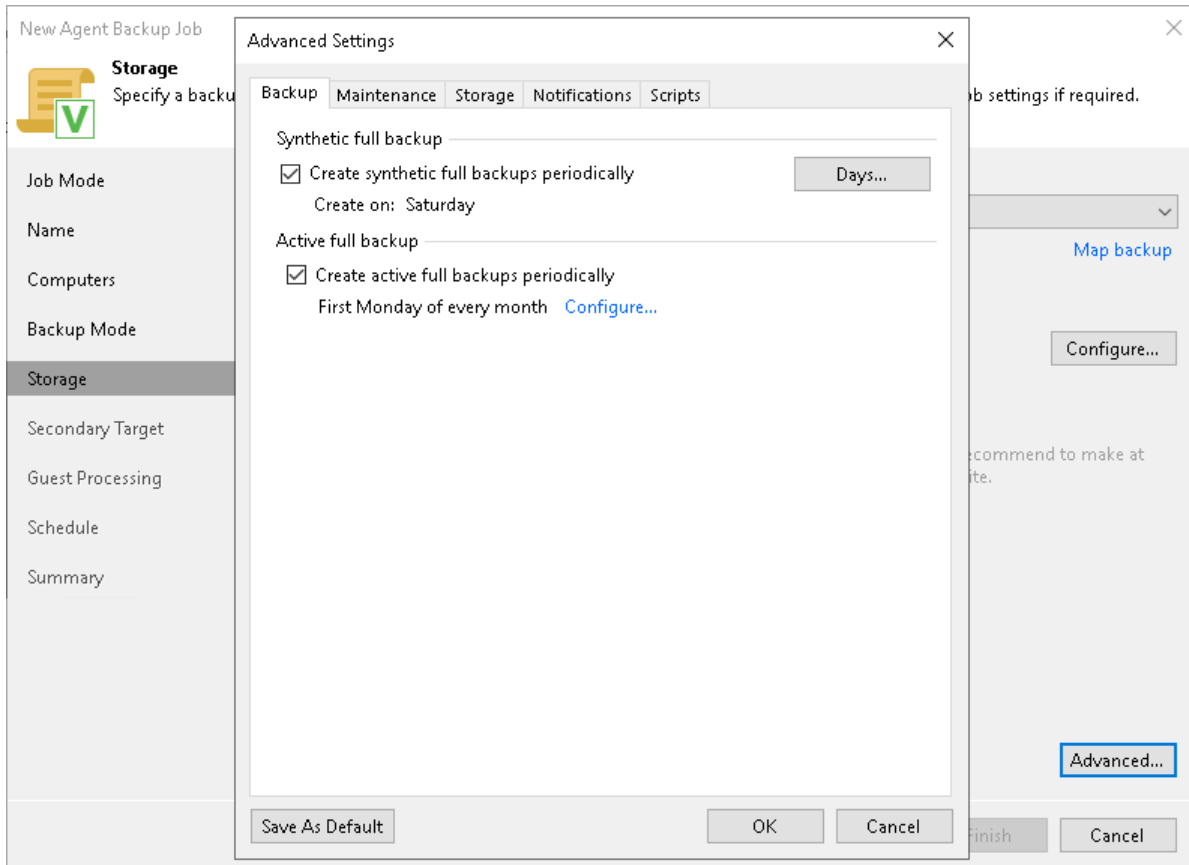 New Agent Backup Job
Storage
Specify a backu
ob settings if required.
Job Mode
Name
Computers
Backup Mode
Storage
Secondary Target
Guest Processing
Schedule
Summary
Advanced Settings
Backup Maintenance Storage Notifications Scripts
Synthetic full backup
Create synthetic full backups periodically Days...
Create on: Saturday
Active full backup
Create active full backups periodically
First Monday of every month Configure...
Save As Default OK Cancel
Map backup
Configure...
ecommend to make at
ite.
Advanced...
Finish Cancel